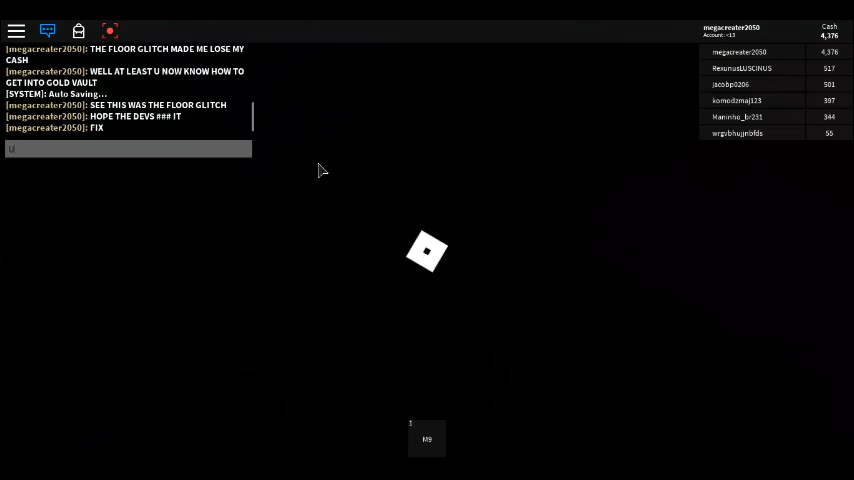 megacreater2050
Account: <13
Cash
4,376
[megacreater2050]: THE FLOOR GLITCH MADE ME LOSE MY
CASH
[megacreater2050]: WELL AT LEAST U NOW KNOW HOW TO
GET INTO GOLD VAULT
[SYSTEM]: Auto Saving...
[megacreater2050]: SEE THIS WAS THE FLOOR GLITCH
[megacreater2050]: HOPE THE DEVS ### IT
[megacreater2050]: FIX
U
megacreater2050 4,376
RexunusLUSCINUS 517
jacobp0206 501
komodzmaj123 397
Maninho_br231 344
wrgvbhujjnbfds 55
1
M9